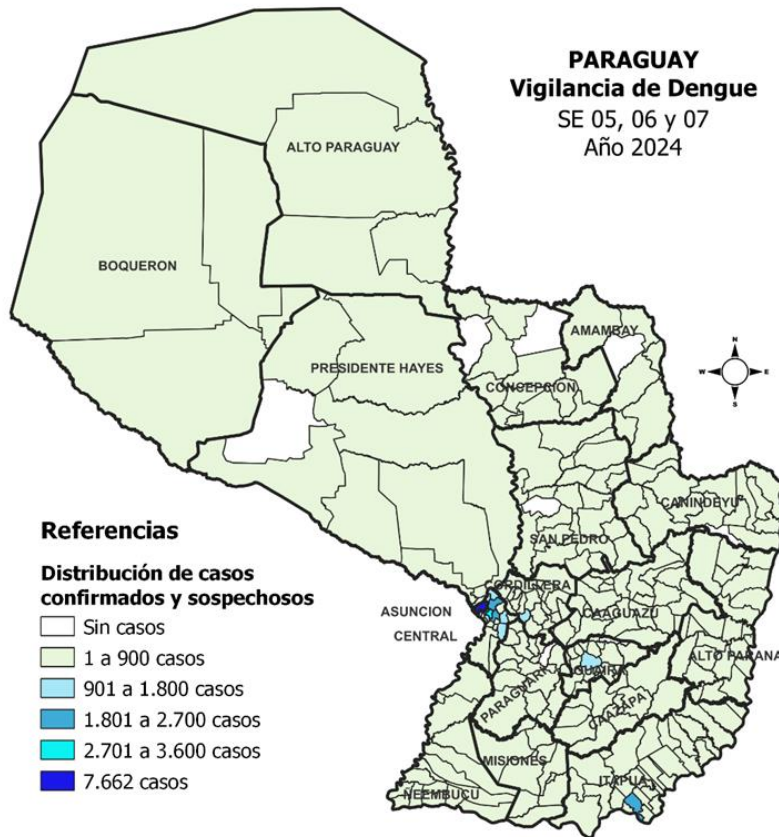 PARAGUAY
Vigilancia de Dengue
SE 05, 06 y 07
Año 2024
ALTO PARAGUAY
BOQUERON
AMAMBAY
N
W E
S
PRESIDENTE HAYES
CONCEPCION
CANINDEYU
SAN PEDRO
CORDILLERA
CAAGUAZU
ASUNCION
CENTRAL
ALTO PARANA
GUAIRA
PARAGUARI
CAAZAPA
MISIONES
ITAPUA
ÑEEMBUCU
Referencias
Distribución de casos
confirmados y sospechosos
Sin casos
1 a 900 casos
901 a 1.800 casos
1.801 a 2.700 casos
2.701 a 3.600 casos
7.662 casos